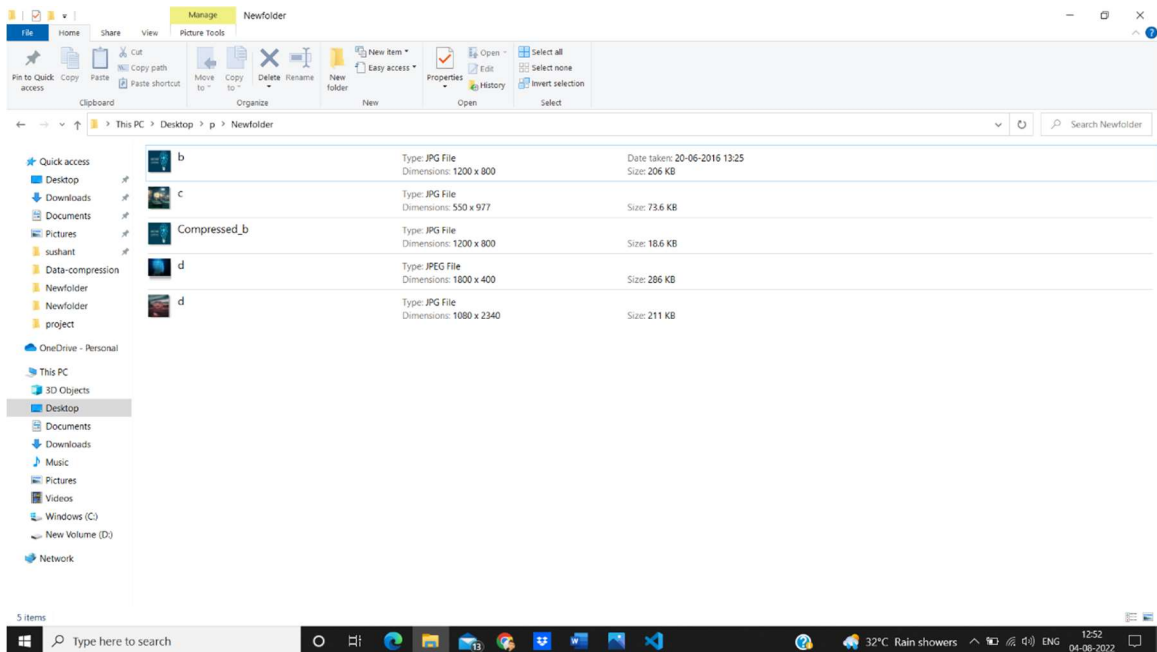 Manage Newfolder
File Home Share View Picture Tools
Pin to Quick access
Copy
Paste
Cut
Copy path
Paste shortcut
Clipboard
Move to
Copy to
Delete
Rename
Organize
New folder
New item
Easy access
New
Properties
Open
Edit
History
Open
Select all
Select none
Invert selection
Select
This PC > Desktop > p > Newfolder
Search Newfolder
Quick access
Desktop
Downloads
Documents
Pictures
sushant
Data-compression
Newfolder
Newfolder
project
OneDrive - Personal
This PC
3D Objects
Desktop
Documents
Downloads
Music
Pictures
Videos
Windows (C:)
New Volume (D:)
Network
b Type: JPG File Date taken: 20-06-2016 13:25
Dimensions: 1200 x 800 Size: 206 KB
c Type: JPG File
Dimensions: 550 x 977 Size: 73.6 KB
Compressed_b Type: JPG File
Dimensions: 1200 x 800 Size: 18.6 KB
d Type: JPEG File
Dimensions: 1800 x 400 Size: 286 KB
d Type: JPG File
Dimensions: 1080 x 2340 Size: 211 KB
5 items
Type here to search
13
32°C Rain showers
ENG
12:52
04-08-2022